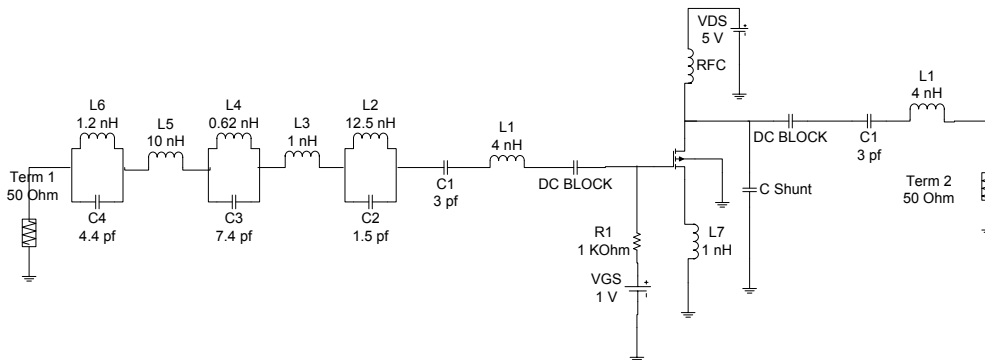 VDS
5 V
RFC
L1
4 nH
L6
1.2 nH
L5
10 nH
L4
0.62 nH
L3
1 nH
L2
12.5 nH
L1
4 nH
C1
3 pf
DC BLOCK
DC BLOCK
C1
3 pf
Term 1
50 Ohm
C4
4.4 pf
C3
7.4 pf
C2
1.5 pf
R1
1 KOhm
VGS
1 V
L7
1 nH
C Shunt
Term 2
50 Ohm